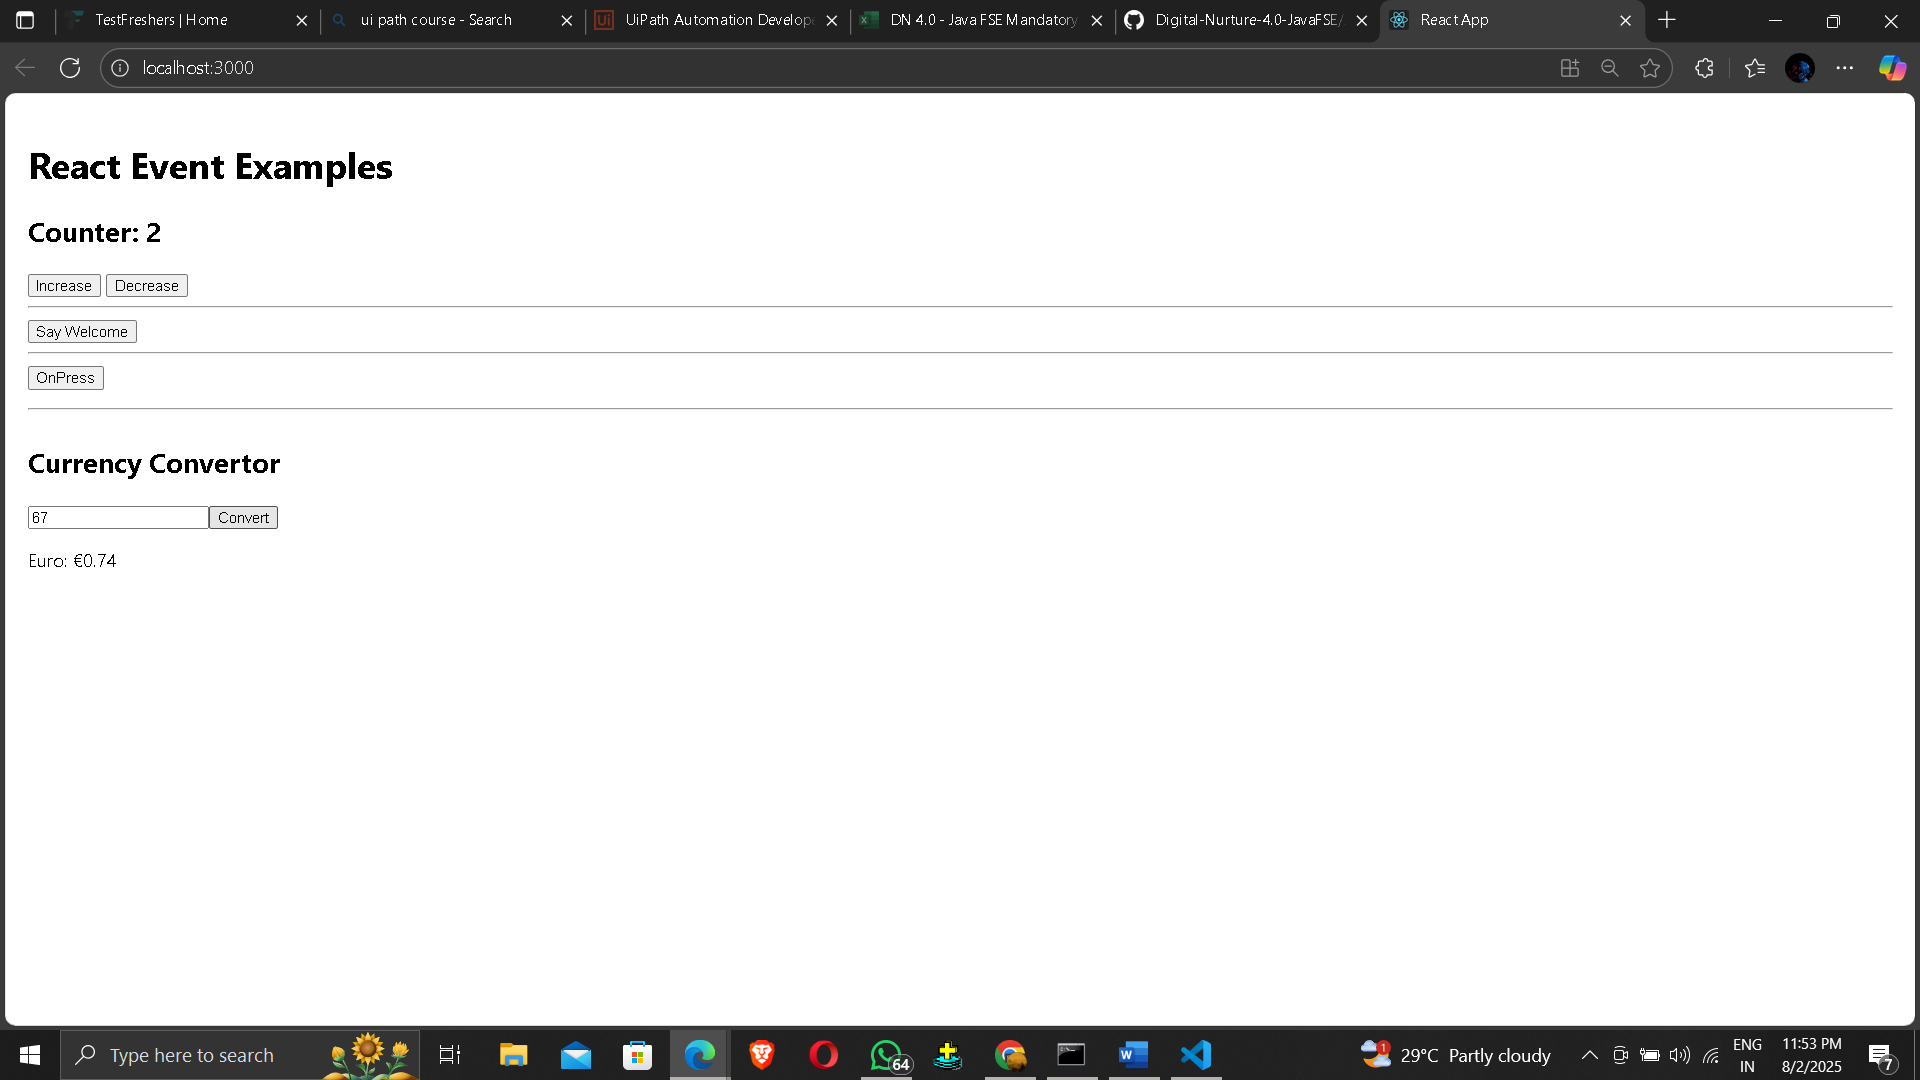 TestFreshers | Home
ui path course - Search
UiPath Automation Develope
DN 4.0 - Java FSE Mandatory
Digital-Nurture-4.0-JavaFSE/
React App
localhost:3000
React Event Examples
Counter: 2
Increase Decrease
Say Welcome
OnPress
Currency Convertor
67 Convert
Euro: €0.74
Type here to search
64
1
29°C Partly cloudy
ENG
IN
11:53 PM
8/2/2025
7